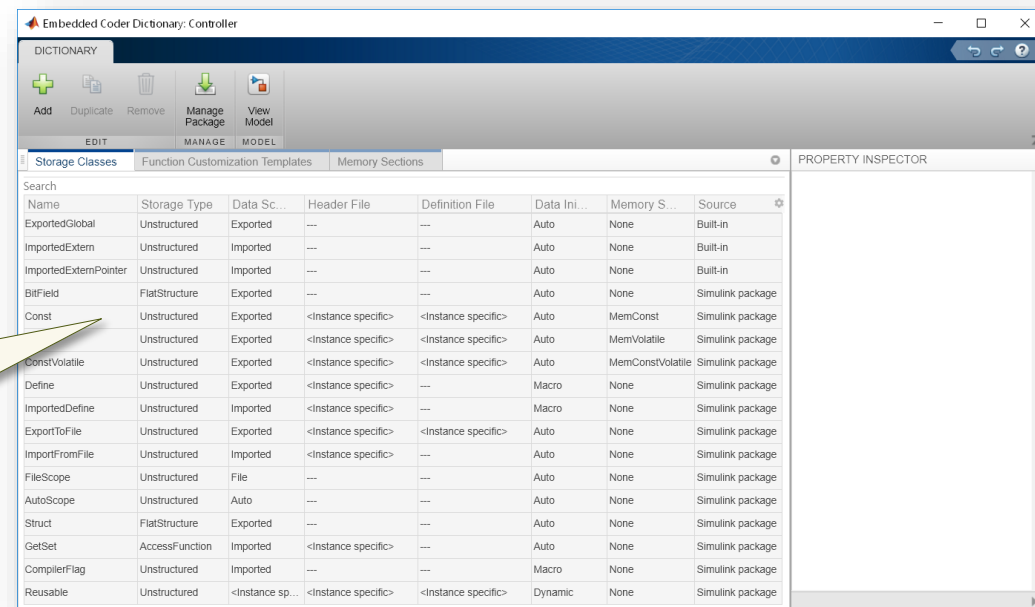 Embedded Coder Dictionary: Controller
DICTIONARY
Add Duplicate Remove Manage Package View Model
EDIT MANAGE MODEL
Storage Classes Function Customization Templates Memory Sections PROPERTY INSPECTOR
Search
Name Storage Type Data Sc... Header File Definition File Data Ini... Memory S... Source
ExportedGlobal Unstructured Exported --- --- Auto None Built-in
ImportedExtern Unstructured Imported --- --- Auto None Built-in
ImportedExternPointer Unstructured Imported --- --- Auto None Built-in
BitField FlatStructure Exported --- --- Auto None Simulink package
Const Unstructured Exported <Instance specific> <Instance specific> Auto MemConst Simulink package
Unstructured Exported <Instance specific> <Instance specific> Auto MemVolatile Simulink package
ConstVolatile Unstructured Exported <Instance specific> <Instance specific> Auto MemConstVolatile Simulink package
Define Unstructured Exported <Instance specific> --- Macro None Simulink package
ImportedDefine Unstructured Imported <Instance specific> --- Macro None Simulink package
ExportToFile Unstructured Exported <Instance specific> <Instance specific> Auto None Simulink package
ImportFromFile Unstructured Imported <Instance specific> --- Auto None Simulink package
FileScope Unstructured File --- --- Auto None Simulink package
AutoScope Unstructured Auto --- --- Auto None Simulink package
Struct FlatStructure Exported --- --- Auto None Simulink package
GetSet AccessFunction Imported <Instance specific> --- Auto None Simulink package
CompilerFlag Unstructured Imported --- --- Macro None Simulink package
Reusable Unstructured <Instance sp... <Instance specific> <Instance specific> Dynamic None Simulink package